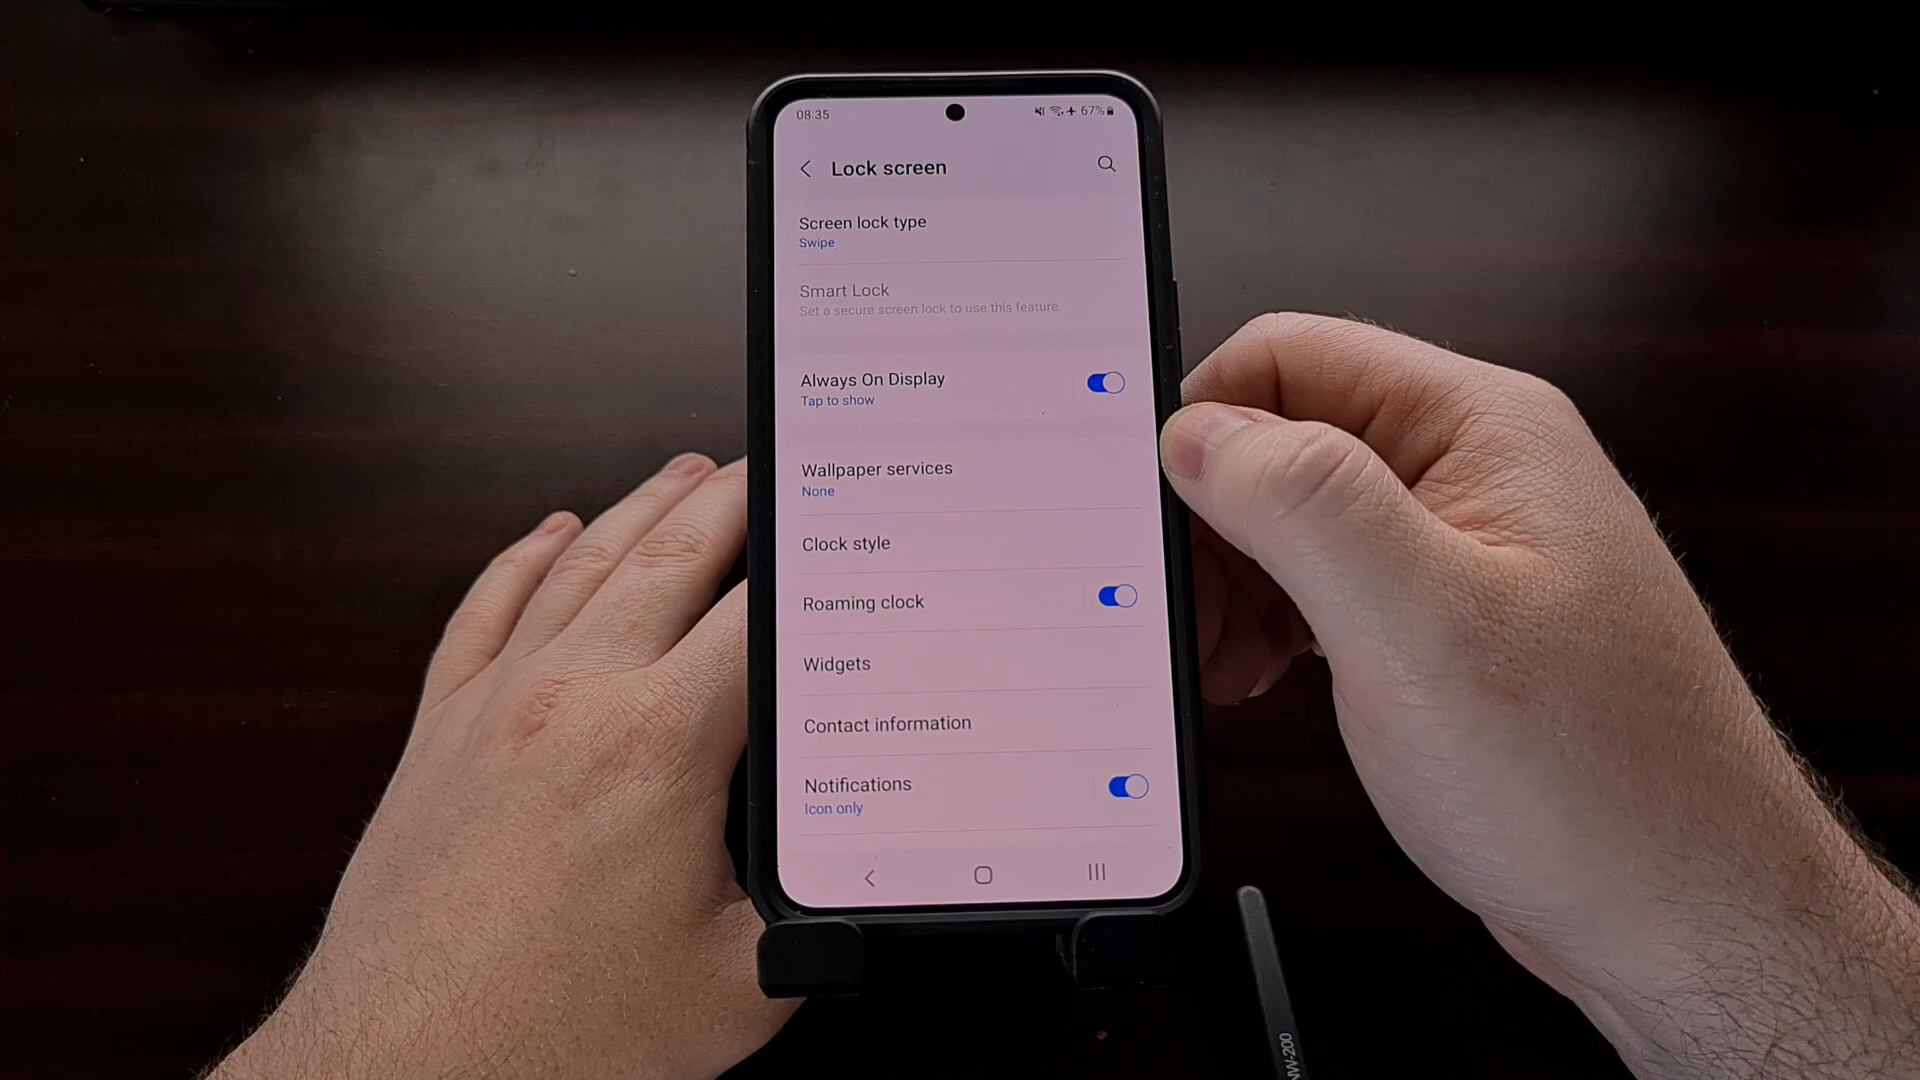 08:35
67%
Lock screen
Screen lock type
Swipe
Smart Lock
Set a secure screen lock to use this feature.
Always On Display
Tap to show
Wallpaper services
None
Clock style
Roaming clock
Widgets
Contact information
Notifications
Icon only
NW-200